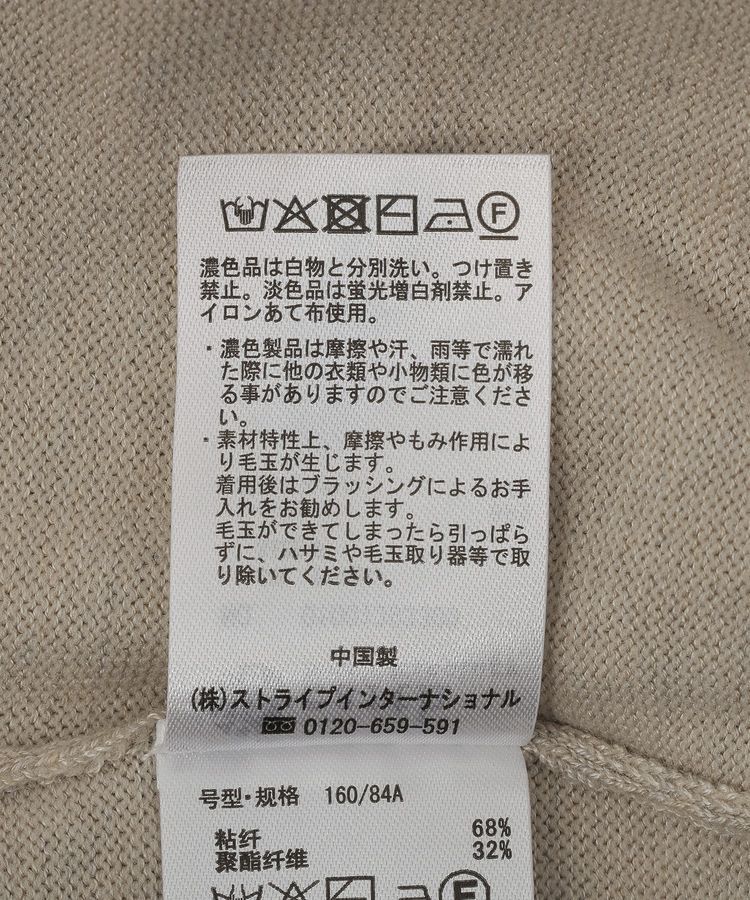 F
濃色品は白物と分別洗い。つけ置き
禁止。淡色品は蛍光増白剤禁止。ア
イロンあて布使用。
・濃色製品は摩擦や汗、雨等で濡れ
た際に他の衣類や小物類に色が移
る事がありますのでご注意くださ
い。
・素材特性上、摩擦やもみ作用によ
り毛玉が生じます。
着用後はブラッシングによるお手
入れをお勧めします。
毛玉ができてしまったら引っぱら
ずに、ハサミや毛玉取り器等で取
り除いてください。
中国製
(株)ストライプインターナショナル
0120-659-591
号型・规格 160/84A
粘纤 68%
聚酯纤维 32%
F